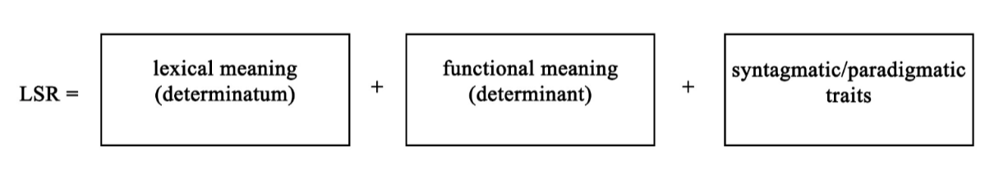 LSR =
lexical meaning
(determinatum)
+
functional meaning
(determinant)
+
syntagmatic/paradigmatic
traits